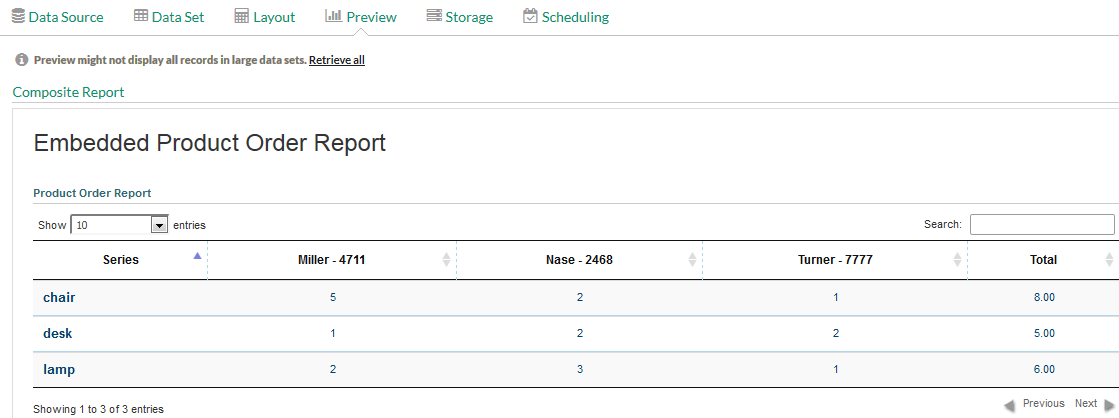 Data Source Data Set Layout Preview Storage Scheduling
Preview might not display all records in large data sets. Retrieve all
Composite Report
Embedded Product Order Report
Product Order Report
Show 10 entries Search:
Series Miller - 4711 Nase - 2468 Turner - 7777 Total
chair 5 2 1 8.00
desk 1 2 2 5.00
lamp 2 3 1 6.00
Showing 1 to 3 of 3 entries Previous Next